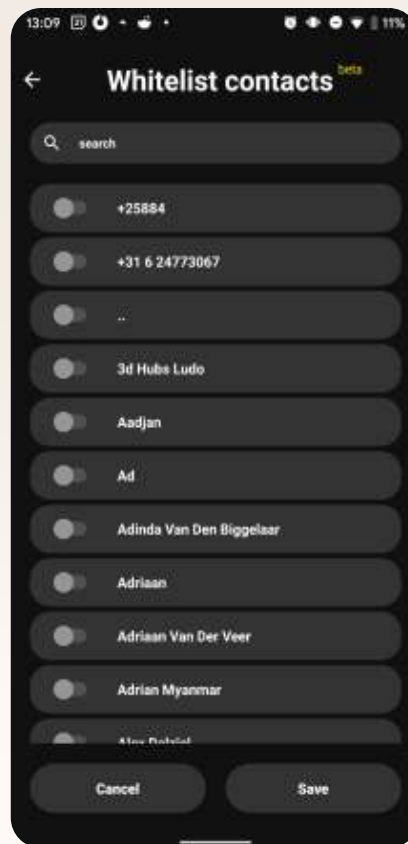 13:09
11%
Whitelist contacts beta
search
+25884
+31 6 24773067
..
3d Hubs Ludo
Aadjan
Ad
Adinda Van Den Biggelaar
Adriaan
Adriaan Van Der Veer
Adrian Myanmar
Cancel
Save